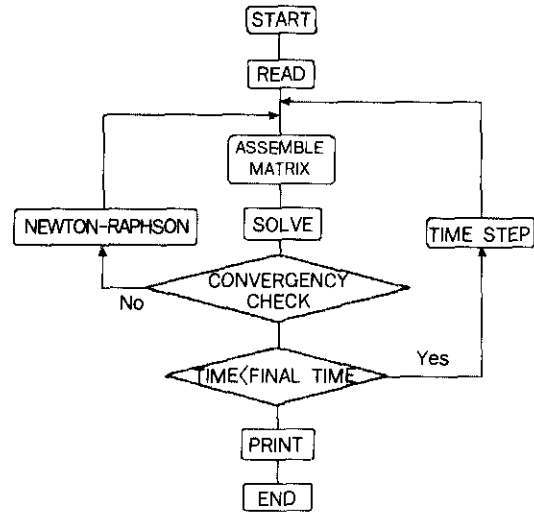 START
READ
ASSEMBLE
MATRIX
NEWTON-RAPHSON
SOLVE
TIME STEP
CONVERGENCY
CHECK
No
TIME<FINAL TIME
Yes
PRINT
END